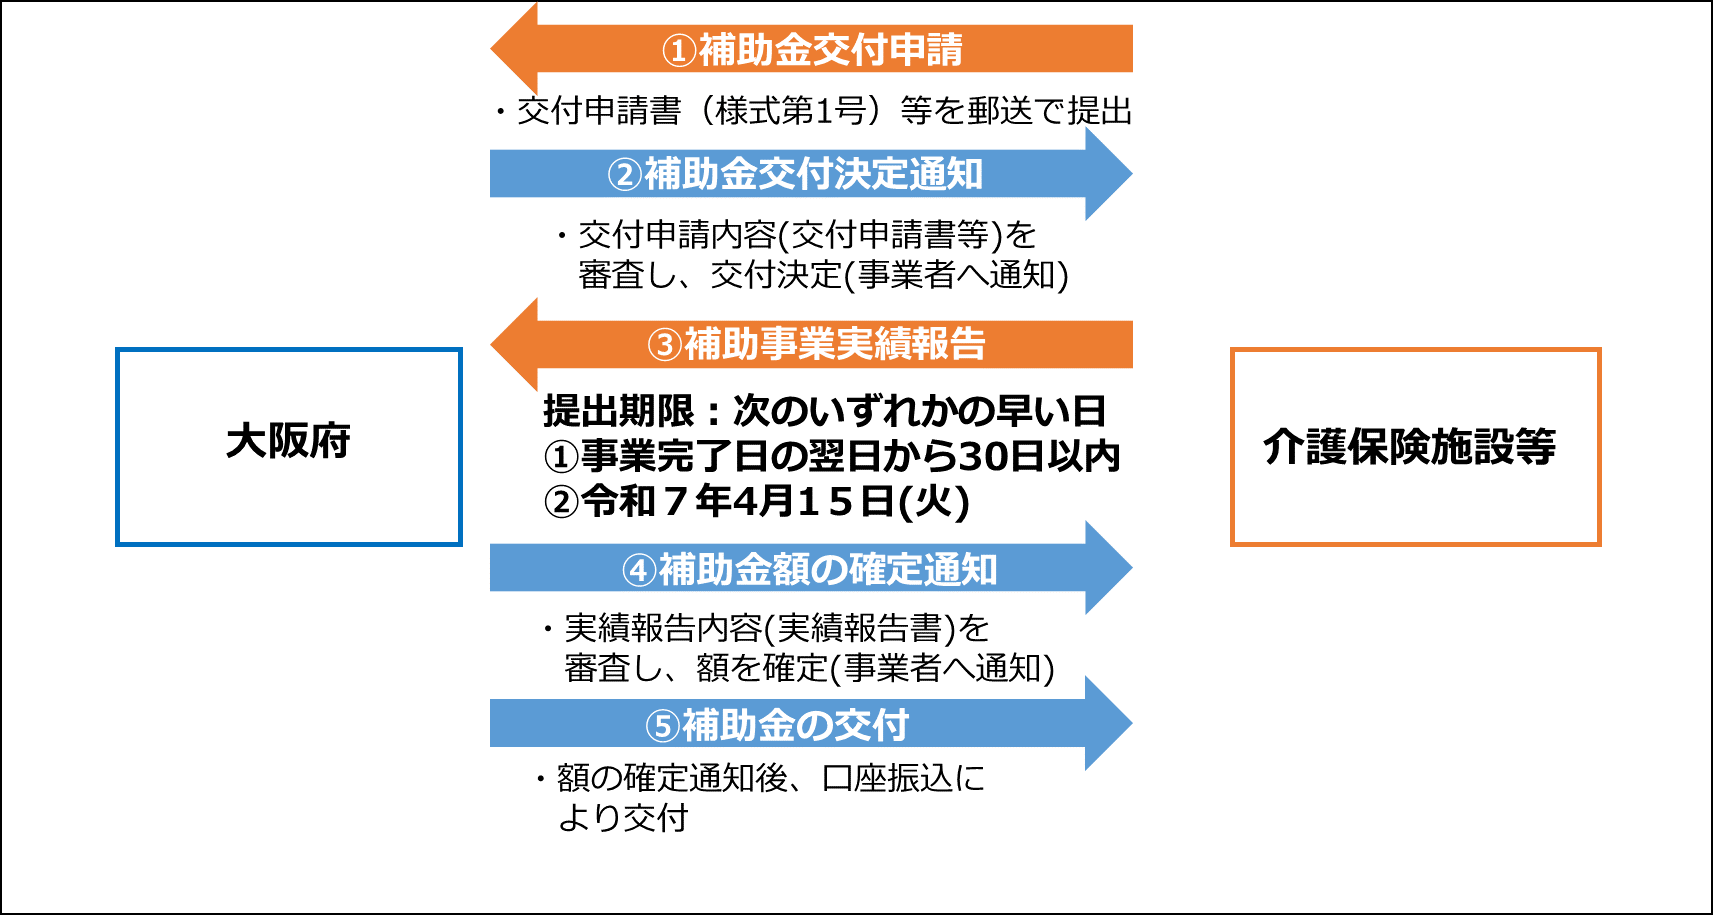 ①補助金交付申請
・交付申請書（様式第1号）等を郵送で提出
②補助金交付決定通知
・交付申請内容(交付申請書等)を
審査し、交付決定(事業者へ通知)
③補助事業実績報告
大阪府
提出期限：次のいずれかの早い日
①事業完了日の翌日から30日以内
②令和７年4月1５日(火)
介護保険施設等
④補助金額の確定通知
・実績報告内容(実績報告書)を
審査し、額を確定(事業者へ通知)
⑤補助金の交付
・額の確定通知後、口座振込に
より交付